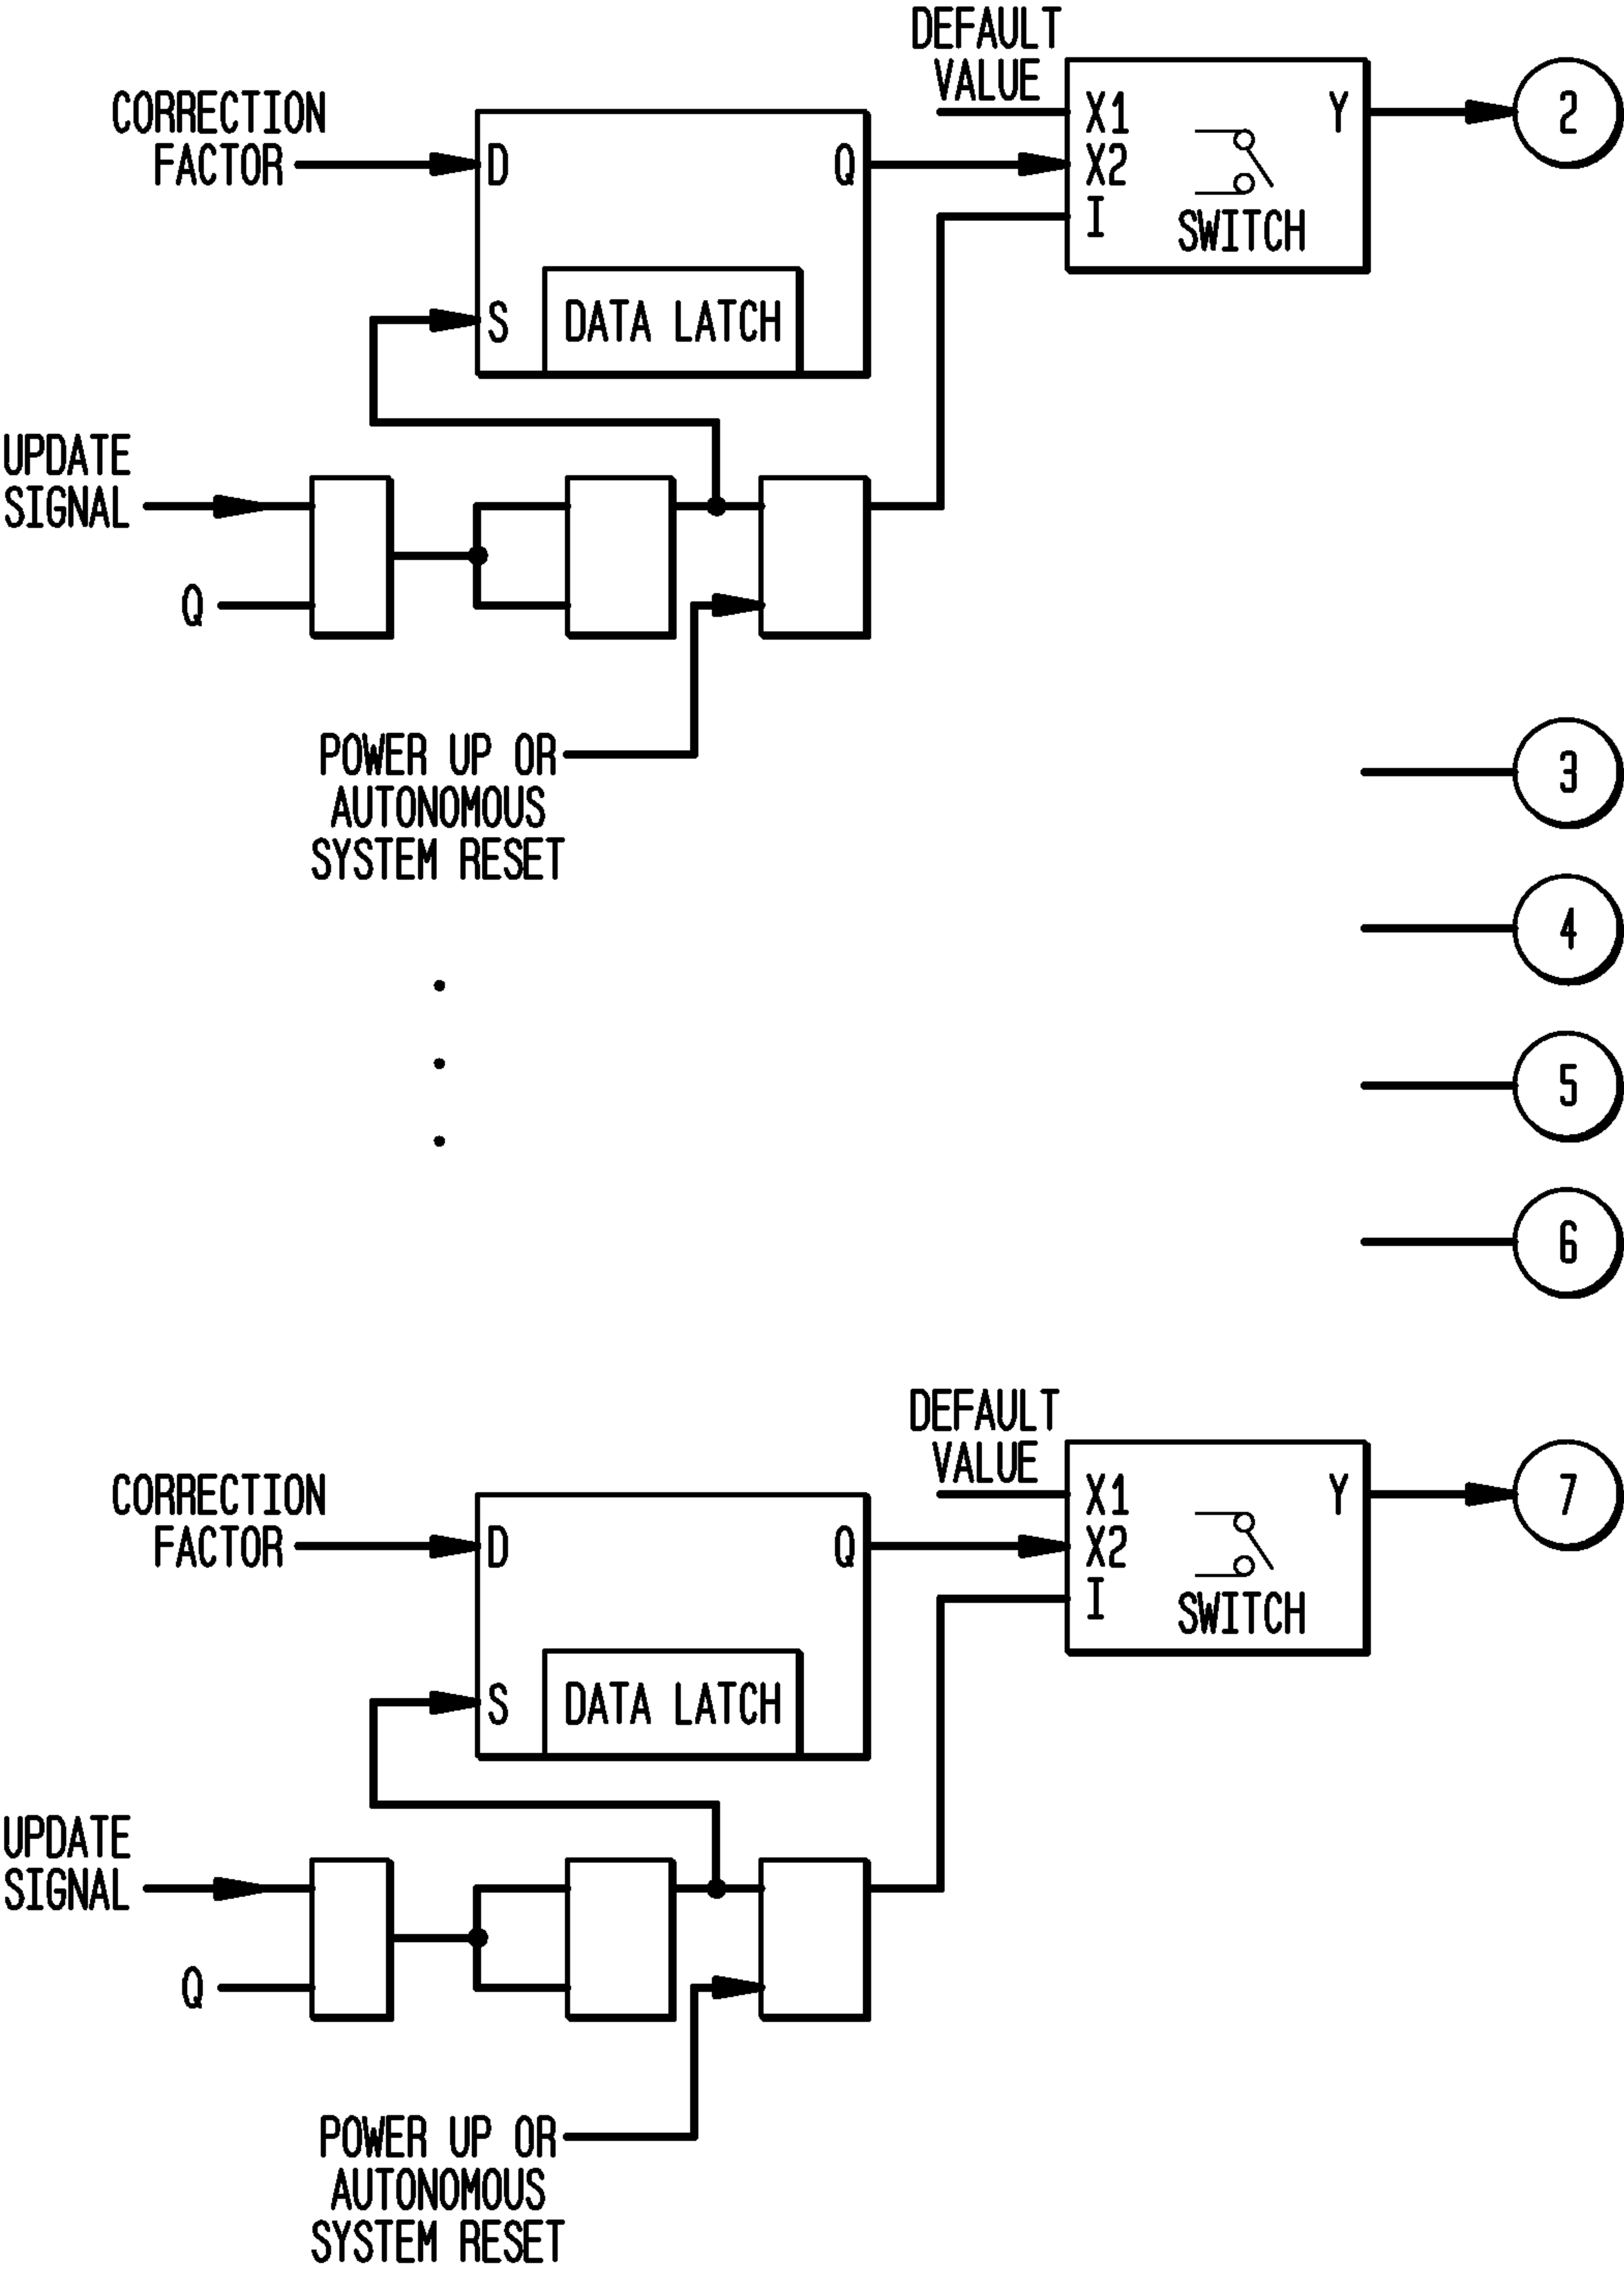 DEFAULT
VALUE
CORRECTION
FACTOR
D
Q
S
DATA LATCH
X1
X2
I
Y
SWITCH
2
UPDATE
SIGNAL
Q
POWER UP OR
AUTONOMOUS
SYSTEM RESET
3
4
5
6
DEFAULT
VALUE
CORRECTION
FACTOR
D
Q
S
DATA LATCH
X1
X2
I
Y
SWITCH
7
UPDATE
SIGNAL
Q
POWER UP OR
AUTONOMOUS
SYSTEM RESET